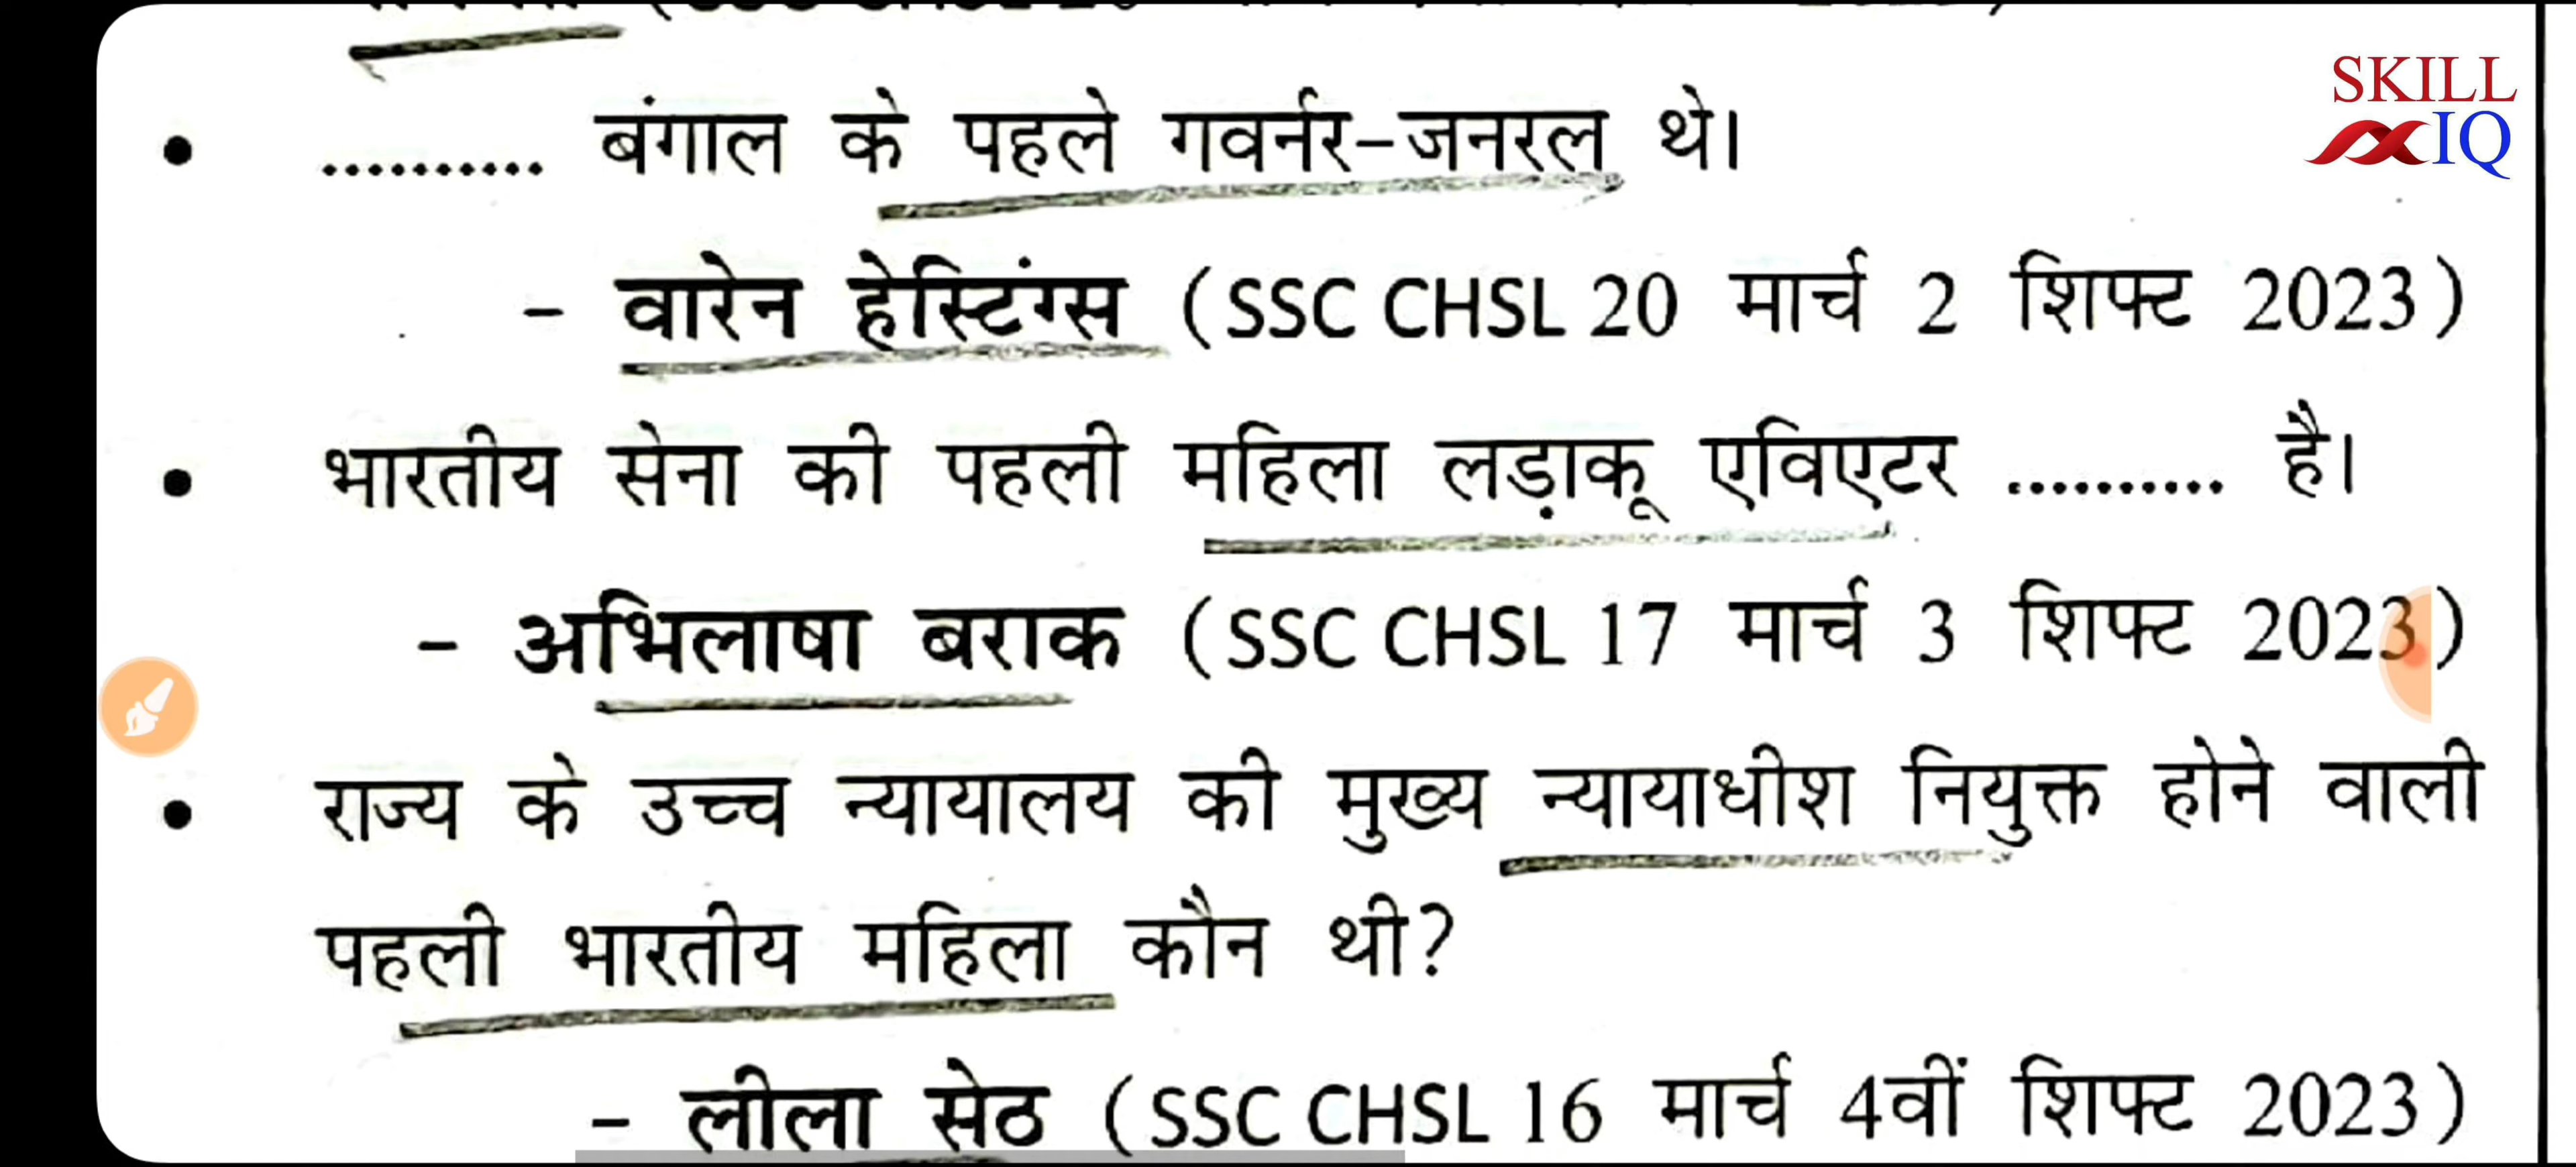 SKILL
IQ
• .......... बंगाल के पहले गवर्नर-जनरल थे।
- वारेन हेस्टिंग्स (SSC CHSL 20 मार्च 2 शिफ्ट 2023)
• भारतीय सेना की पहली महिला लड़ाकू एविएटर .......... है।
- अभिलाषा बराक (SSC CHSL 17 मार्च 3 शिफ्ट 2023)
• राज्य के उच्च न्यायालय की मुख्य न्यायाधीश नियुक्त होने वाली
पहली भारतीय महिला कौन थी?
- लीला सेठ (SSC CHSL 16 मार्च 4वीं शिफ्ट 2023)